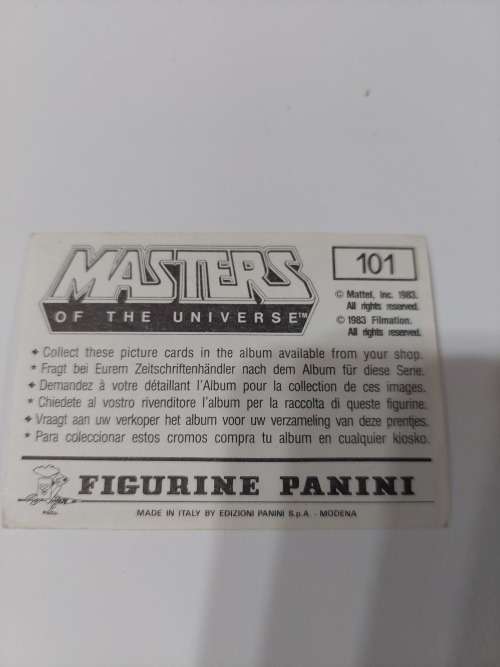 MASTERS
OF THE UNIVERSE™
101
© Mattel, Inc. 1983.
All rights reserved.
© 1983 Filmation.
All rights reserved.
✦ Collect these picture cards in the album available from your shop.
* Fragt bei Eurem Zeitschriftenhändler nach dem Album für diese Serie.
✦ Demandez à votre détaillant l'Album pour la collection de ces images.
* Chiedete al vostro rivenditore l'album per la raccolta di queste figurine.
✦ Vraagt aan uw verkoper het album voor uw verzameling van deze prentjes.
* Para coleccionar estos cromos compra tu album en cualquier kiosko.
FIGURINE PANINI
MADE IN ITALY BY EDIZIONI PANINI S.p.A. - MODENA